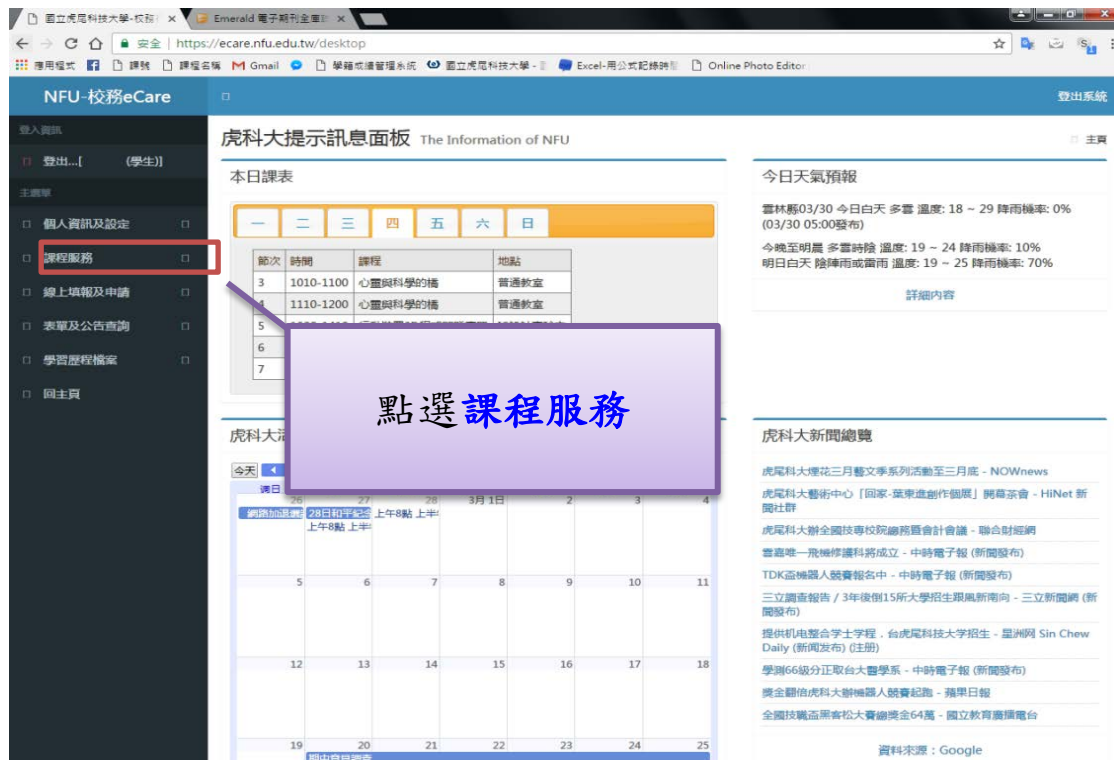 國立虎尾科技大學-校務
Emerald 電子期刊全庫
安全 | https://ecare.nfu.edu.tw/desktop
應用程式 課號 課程名稱 Gmail 學籍成績管理系統 國立虎尾科技大學- Excel-用公式記錄時 Online Photo Editor
NFU-校務eCare
登出系統
登入資訊
登出...[ (學生)]
主選單
個人資訊及設定
課程服務
線上填報及申請
表單及公告查詢
學習歷程檔案
回主頁
虎科大提示訊息面板 The Information of NFU
主頁
本日課表
一 二 三 四 五 六 日
節次 時間 課程 地點
3 1010-1100 心靈與科學的橋 普通教室
4 1110-1200 心靈與科學的橋 普通教室
5
6
7
點選課程服務
今日天氣預報
雲林縣03/30 今日白天 多雲 溫度: 18 ~ 29 降雨機率: 0%
(03/30 05:00發布)
今晚至明晨 多雲時陰 溫度: 19 ~ 24 降雨機率: 10%
明日白天 陰陣雨或雷雨 溫度: 19 ~ 25 降雨機率: 70%
詳細內容
虎科大
今天
週日
26 27 28 3月 1日 2 3 4
網路加退選 28日和平紀念 上午8點 上半
上午8點 上半
5 6 7 8 9 10 11
12 13 14 15 16 17 18
19 20 21 22 23 24 25
虎科大新聞總覽
虎尾科大煙花三月藝文季系列活動至三月底 - NOWnews
虎尾科大藝術中心「回家-葉東進創作個展」開幕茶會 - HiNet 新
聞社群
虎尾科大辦全國技專校院總務暨會計會議 - 聯合財經網
雲嘉唯一飛機修護科將成立 - 中時電子報 (新聞發布)
TDK盃機器人競賽報名中 - 中時電子報 (新聞發布)
三立調查報告 / 3年後倒15所大學招生跟風新南向 - 三立新聞網 (新
聞發布)
提供机电整合学士学程．台虎尾科技大学招生 - 星洲网 Sin Chew
Daily (新闻发布) (注册)
學測66級分正取台大醫學系 - 中時電子報 (新聞發布)
獎金翻倍虎科大辦機器人競賽起跑 - 蘋果日報
全國技職盃黑客松大賽總獎金64萬 - 國立教育廣播電台
資料來源：Google